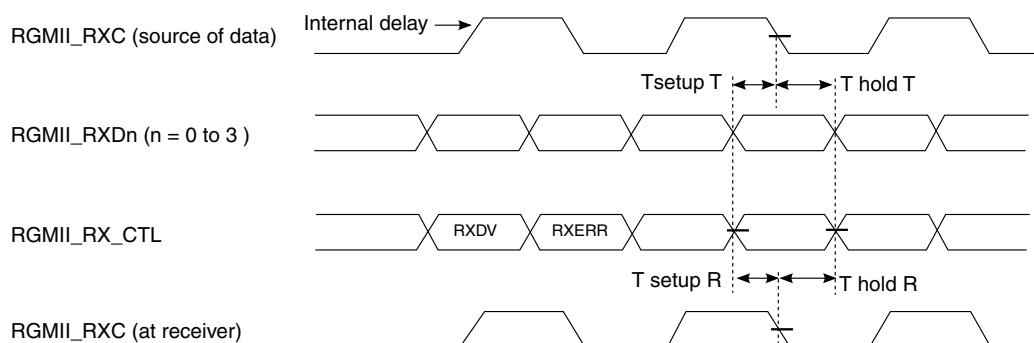 Internal delay
RGMII_RXC (source of data)
Tsetup T
T hold T
RGMII_RXDn (n = 0 to 3 )
RGMII_RX_CTL
RXDV
RXERR
T setup R
T hold R
RGMII_RXC (at receiver)